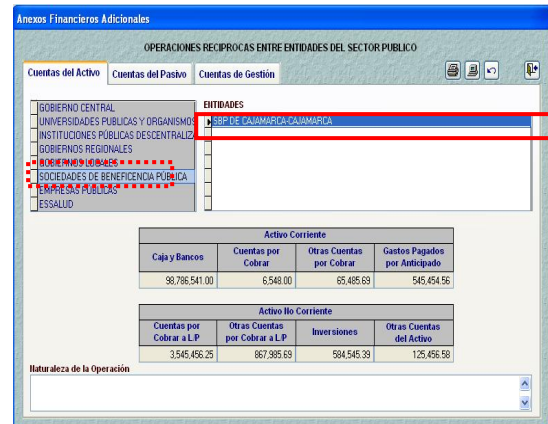 Anexos Financieros Adicionales
OPERACIONES RECIPROCAS ENTRE ENTIDADES DEL SECTOR PUBLICO
Cuentas del Activo
Cuentas del Pasivo
Cuentas de Gestión
GOBIERNO CENTRAL
UNIVERSIDADES PUBLICAS Y ORGANISMOS
INSTITUCIONES PÚBLICAS DESCENTRALIZA
GOBIERNOS REGIONALES
GOBIERNOS LOCALES
SOCIEDADES DE BENEFICENCIA PÚBLICA
EMPRESAS PUBLICAS
ESSALUD
ENTIDADES
SBP DE CAJAMARCA-CAJAMARCA
Activo Corriente
Caja y Bancos
Cuentas por
Cobrar
Otras Cuentas
por Cobrar
Gastos Pagados
por Anticipado
98,786,541.00
6,548.00
65,485.69
545,454.56
Activo No Corriente
Cuentas por
Cobrar a L/P
Otras Cuentas
por Cobrar a L/P
Inversiones
Otras Cuentas
del Activo
3,545,456.25
867,985.69
584,545.39
125,456.58
Naturaleza de la Operación